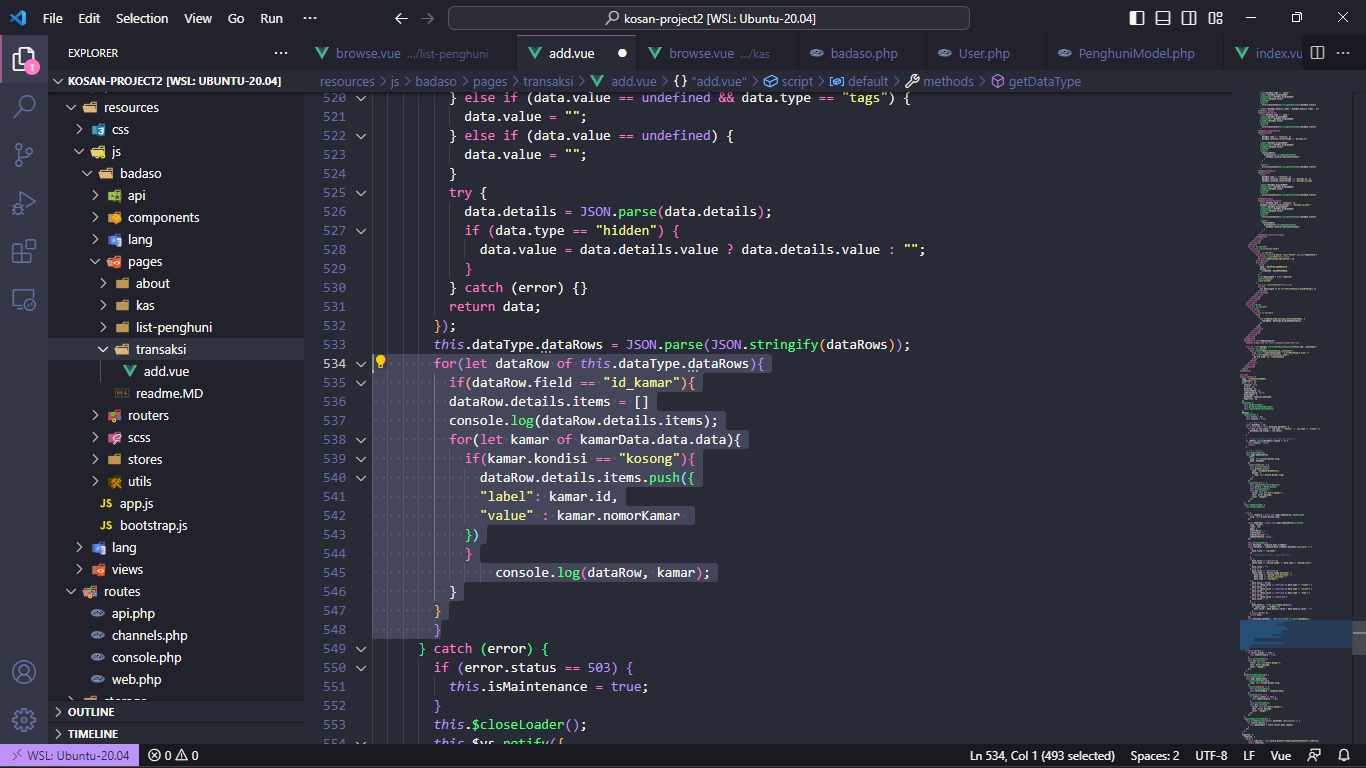 File Edit Selection View Go Run ···
kosan-project2 [WSL: Ubuntu-20.04]
EXPLORER ···
1
KOSAN-PROJECT2 [WSL: UBUNTU-20.04]
resources
css
js
badaso
api
components
lang
pages
about
kas
list-penghuni
transaksi
add.vue
readme.MD
routers
scss
stores
utils
app.js
bootstrap.js
lang
views
routes
api.php
channels.php
console.php
web.php
OUTLINE
TIMELINE
browse.vue .../list-penghuni
add.vue
browse.vue .../kas
badaso.php
User.php
PenghuniModel.php
index.vu
···
resources > js > badaso > pages > transaksi > add.vue > {} "add.vue" > script > default > methods > getDataType
520 } else if (data.value == undefined && data.type == "tags") {
521 data.value = "";
522 } else if (data.value == undefined) {
523 data.value = "";
524 }
525 try {
526 data.details = JSON.parse(data.details);
527 if (data.type == "hidden") {
528 data.value = data.details.value ? data.details.value : "";
529 }
530 } catch (error) {}
531 return data;
532 });
533 this.dataType.dataRows = JSON.parse(JSON.stringify(dataRows));
534 for(let dataRow of this.dataType.dataRows){
535 if(dataRow.field == "id_kamar"){
536 dataRow.details.items = []
537 console.log(dataRow.details.items);
538 for(let kamar of kamarData.data.data){
539 if(kamar.kondisi == "kosong"){
540 dataRow.details.items.push({
541 "label": kamar.id,
542 "value" : kamar.nomorKamar
543 })
544 }
545 console.log(dataRow, kamar);
546 }
547 }
548 }
549 } catch (error) {
550 if (error.status == 503) {
551 this.isMaintenance = true;
552 }
553 this.$closeLoader();
554 this.$vs.notify({
WSL: Ubuntu-20.04 0 0 Ln 534, Col 1 (493 selected) Spaces: 2 UTF-8 LF Vue